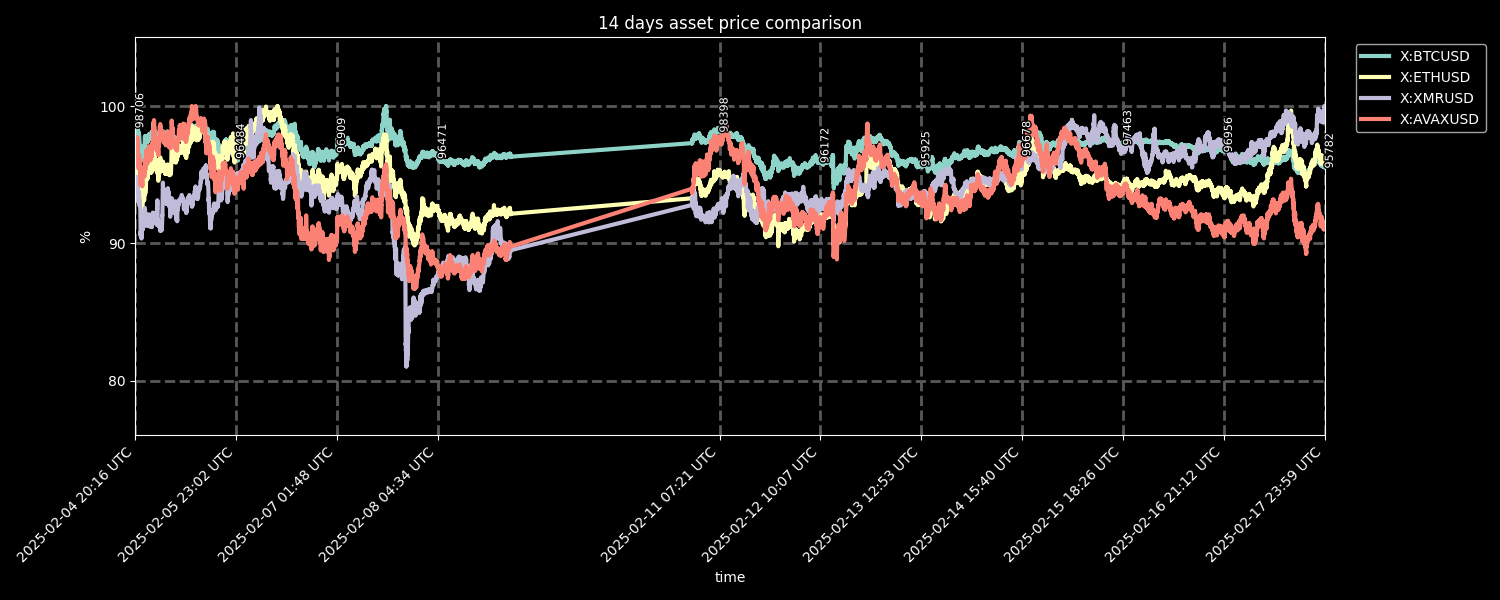 14 days asset price comparison
X:BTCUSD
X:ETHUSD
X:XMRUSD
X:AVAXUSD
100
90
80
%
98706
96484
96909
96471
98398
96172
95925
96678
97463
96956
95782
2025-02-04 20:16 UTC
2025-02-05 23:02 UTC
2025-02-07 01:48 UTC
2025-02-08 04:34 UTC
2025-02-11 07:21 UTC
2025-02-12 10:07 UTC
2025-02-13 12:53 UTC
2025-02-14 15:40 UTC
2025-02-15 18:26 UTC
2025-02-16 21:12 UTC
2025-02-17 23:59 UTC
time